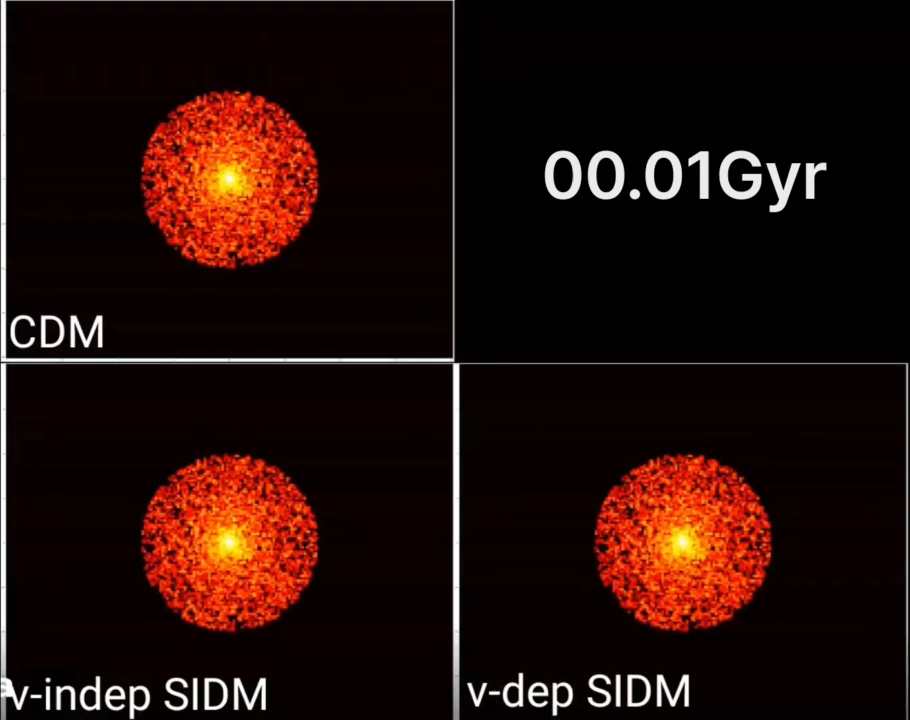 00.01Gyr
CDM
v-indep SIDM
v-dep SIDM